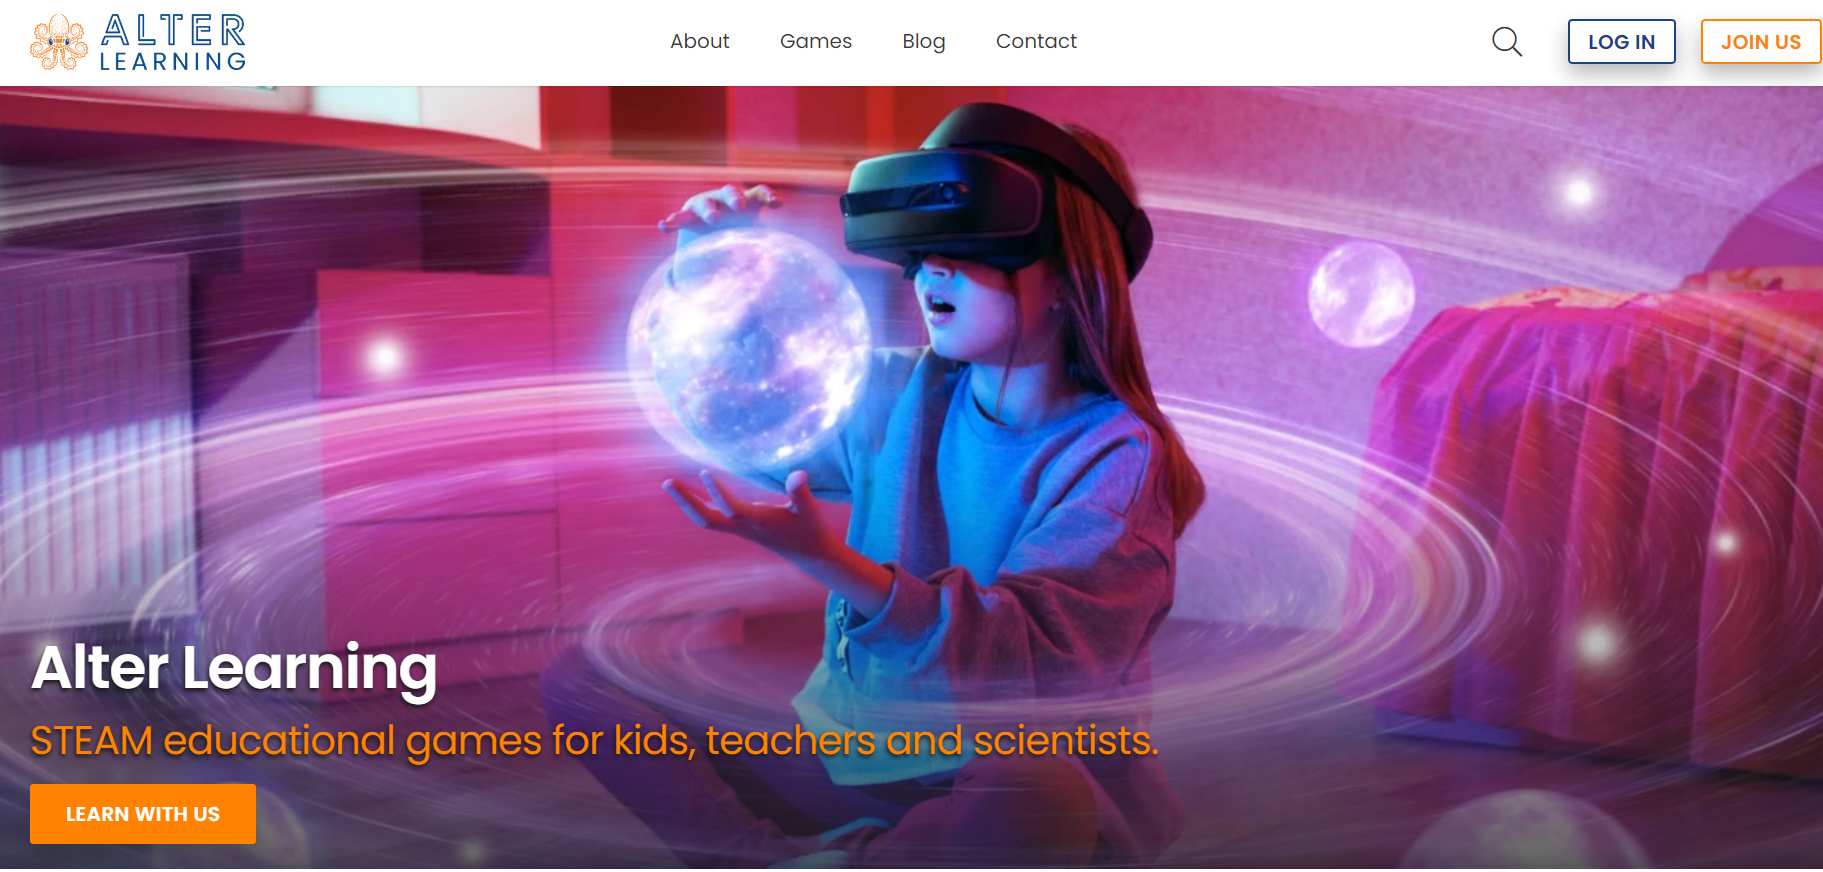 ALTER
LEARNING
About
Games
Blog
Contact
LOG IN
JOIN US
Alter Learning
STEAM educational games for kids, teachers and scientists.
LEARN WITH US